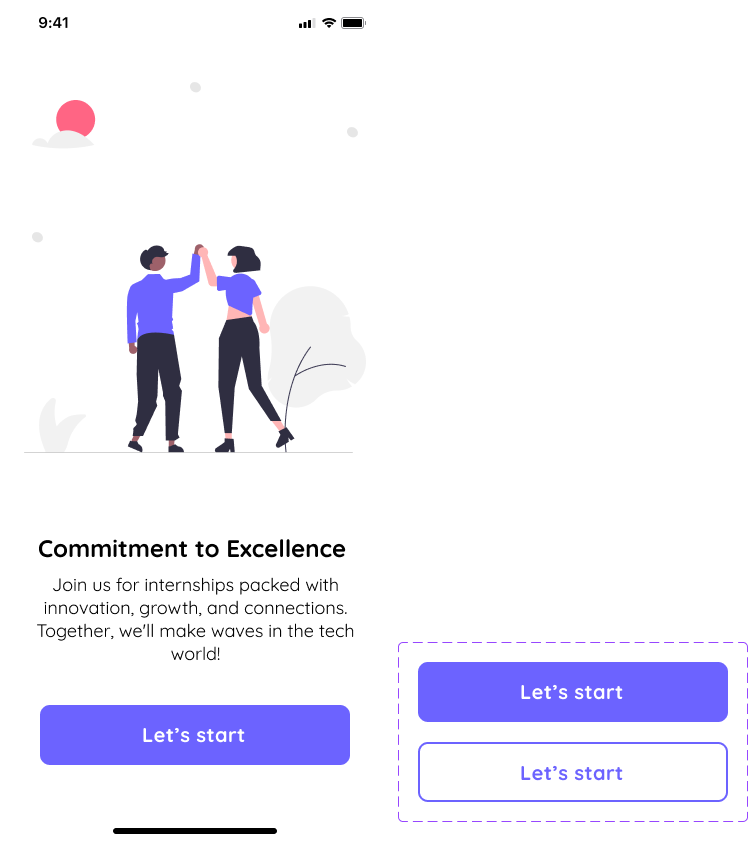 9:41
Commitment to Excellence
Join us for internships packed with
innovation, growth, and connections.
Together, we'll make waves in the tech
world!
Let’s start
Let’s start
Let’s start